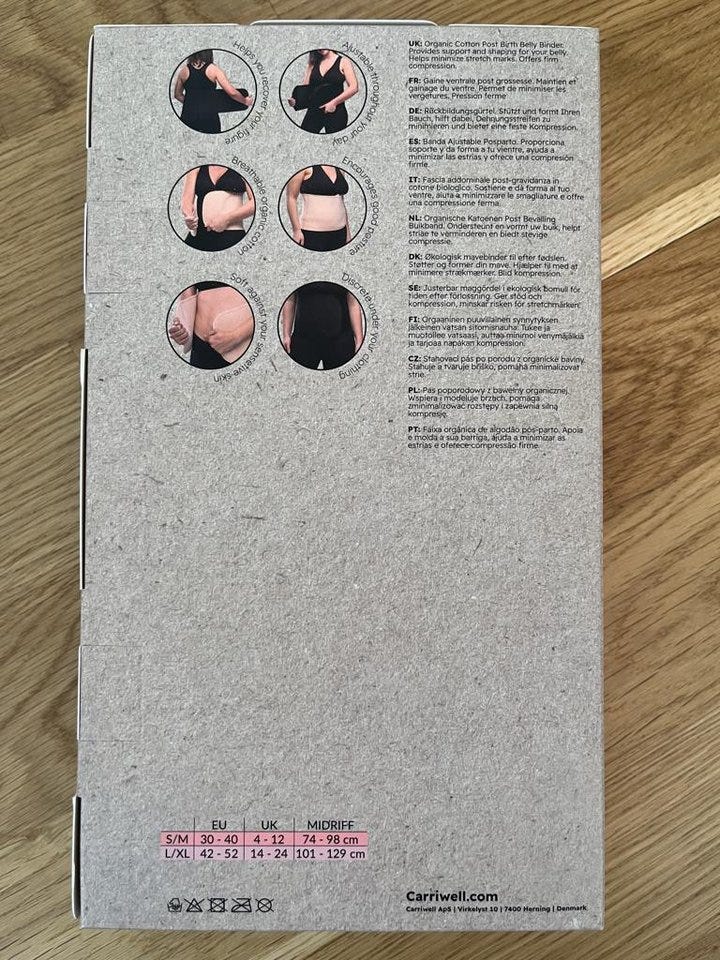 Helps you recover your figure
Ajustable throughout your day
Breathable organic cotton
Encourages good posture
Soft against your sensetive skin
Discrete under your clothing
UK: Organic Cotton Post Birth Belly Binder.
Provides support and shaping for your belly.
Helps minimize stretch marks. Offers firm
compression.
FR: Gaine ventrale post grossesse. Maintien et
gainage du ventre. Permet de minimiser les
vergetures. Pression ferme
DE: Rückbildungsgürtel. Stützt und formt Ihren
Bauch, hilft dabei, Dehnungsstreifen zu
minimieren und bietet eine feste Kompression.
ES: Banda Ajustable Posparto. Proporciona
soporte y da forma a tu vientre, ayuda a
minimizar las estrías y ofrece una compresión
firme.
IT: Fascia addominale post-gravidanza in
cotone biologico. Sostiene e dà forma al tuo
ventre, aiuta a minimizzare le smagliature e offre
una compressione ferma.
NL: Organische Katoenen Post Bevalling
Buikband. Ondersteunt en vormt uw buik, helpt
striae te verminderen en biedt stevige
compressie.
DK: Økologisk mavebinder til efter fødslen.
Støtter og former din mave. Hjælper til med at
minimere strækmærker. Blid kompression.
SE: Justerbar maggördel i ekologisk bomull för
tiden efter förlossning. Ger stöd och
kompression, minskar risken för stretchmärken
FI: Orgaaninen puuvillainen synnytyksen
jälkeinen vatsan sitomisnauha. Tukee ja
muotoilee vatsaasi, auttaa minimoi venymäjälkiä
ja tarjoaa napakan kompression.
CZ: Stahovací pás po porodu z organické bavlny.
Stahuje a tvaruje bříško, pomáhá minimalizovat
strie.
PL: Pas poporodowy z bawełny organicznej.
Wspiera i modeluje brzuch, pomaga
zminimalizować rozstępy i zapewnia silną
kompresję.
PT: Faixa orgânica de algodão pós-parto. Apoia
e molda a sua barriga, ajuda a minimizar as
estrias e oferece compressão firme.
EU UK MIDRIFF
S/M 30 - 40 4 - 12 74 - 98 cm
L/XL 42 - 52 14 - 24 101 - 129 cm
Carriwell.com
Carriwell ApS | Virkelyst 10 | 7400 Herning | Denmark